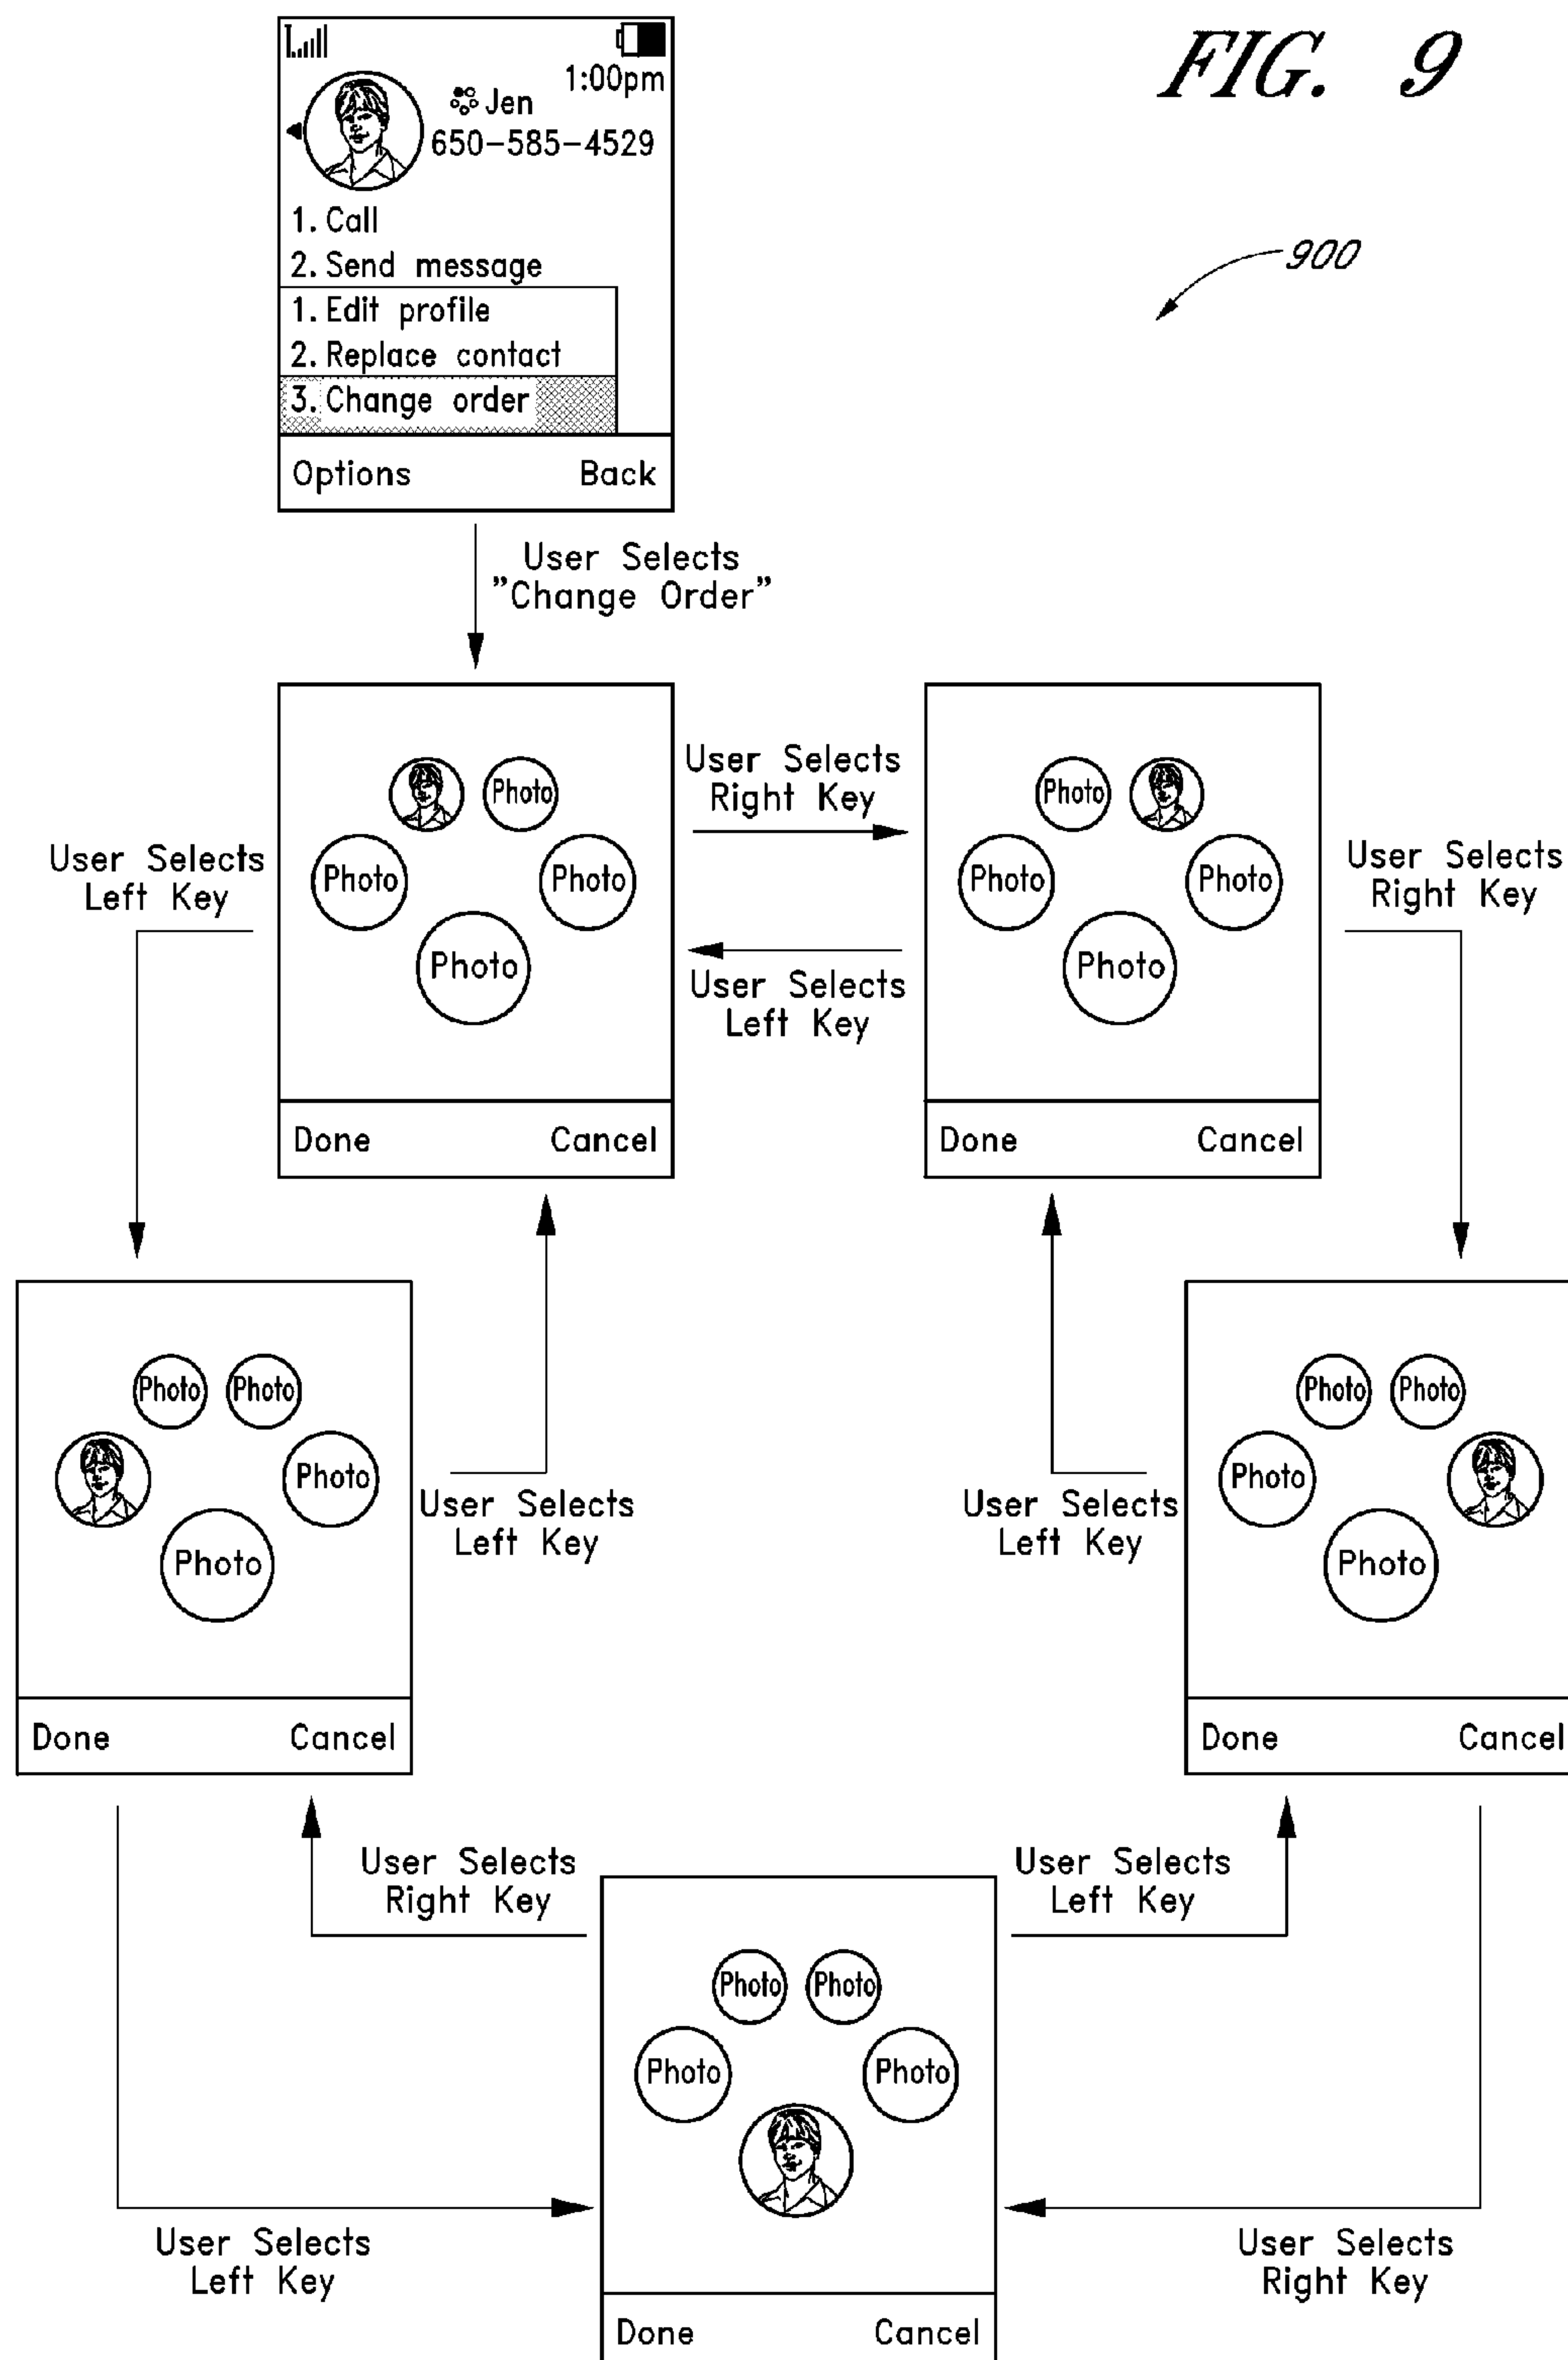 FIG. 9
1:00pm
Jen
650-585-4529
1. Call
2. Send message
1. Edit profile
2. Replace contact
3. Change order
Options Back
900
User Selects
"Change Order"
Photo
Photo Photo
Photo
Done Cancel
User Selects
Right Key
User Selects
Left Key
Photo
Photo Photo
Photo
Done Cancel
User Selects
Left Key
User Selects
Right Key
Photo Photo
Photo
Photo
Done Cancel
User Selects
Left Key
User Selects
Left Key
Photo Photo
Photo
Photo
Done Cancel
User Selects
Right Key
User Selects
Left Key
Photo Photo
Photo Photo
Done Cancel
User Selects
Left Key
User Selects
Right Key